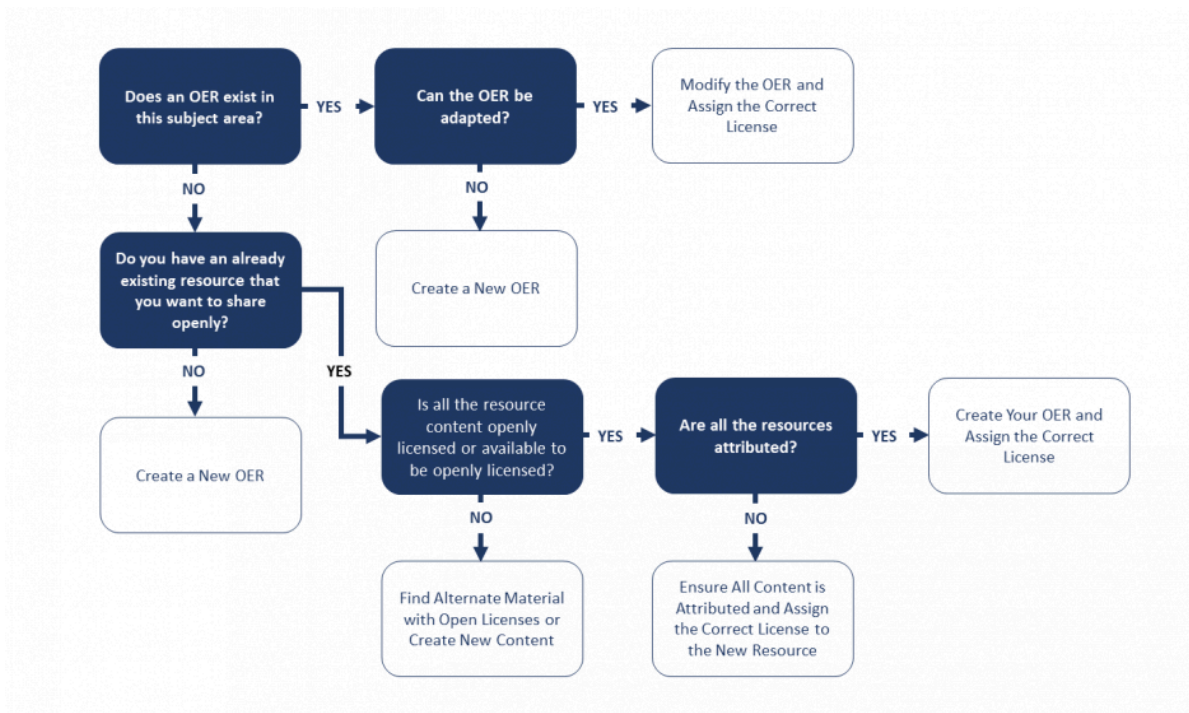 Does an OER exist in
this subject area?
YES
Can the OER be
adapted?
YES
Modify the OER and
Assign the Correct
License
NO
NO
Do you have an already
existing resource that
you want to share
openly?
Create a New OER
NO
YES
Create a New OER
Is all the resource
content openly
licensed or available to
be openly licensed?
YES
Are all the resources
attributed?
YES
Create Your OER and
Assign the Correct
License
NO
NO
Find Alternate Material
with Open Licenses or
Create New Content
Ensure All Content is
Attributed and Assign
the Correct License to
the New Resource